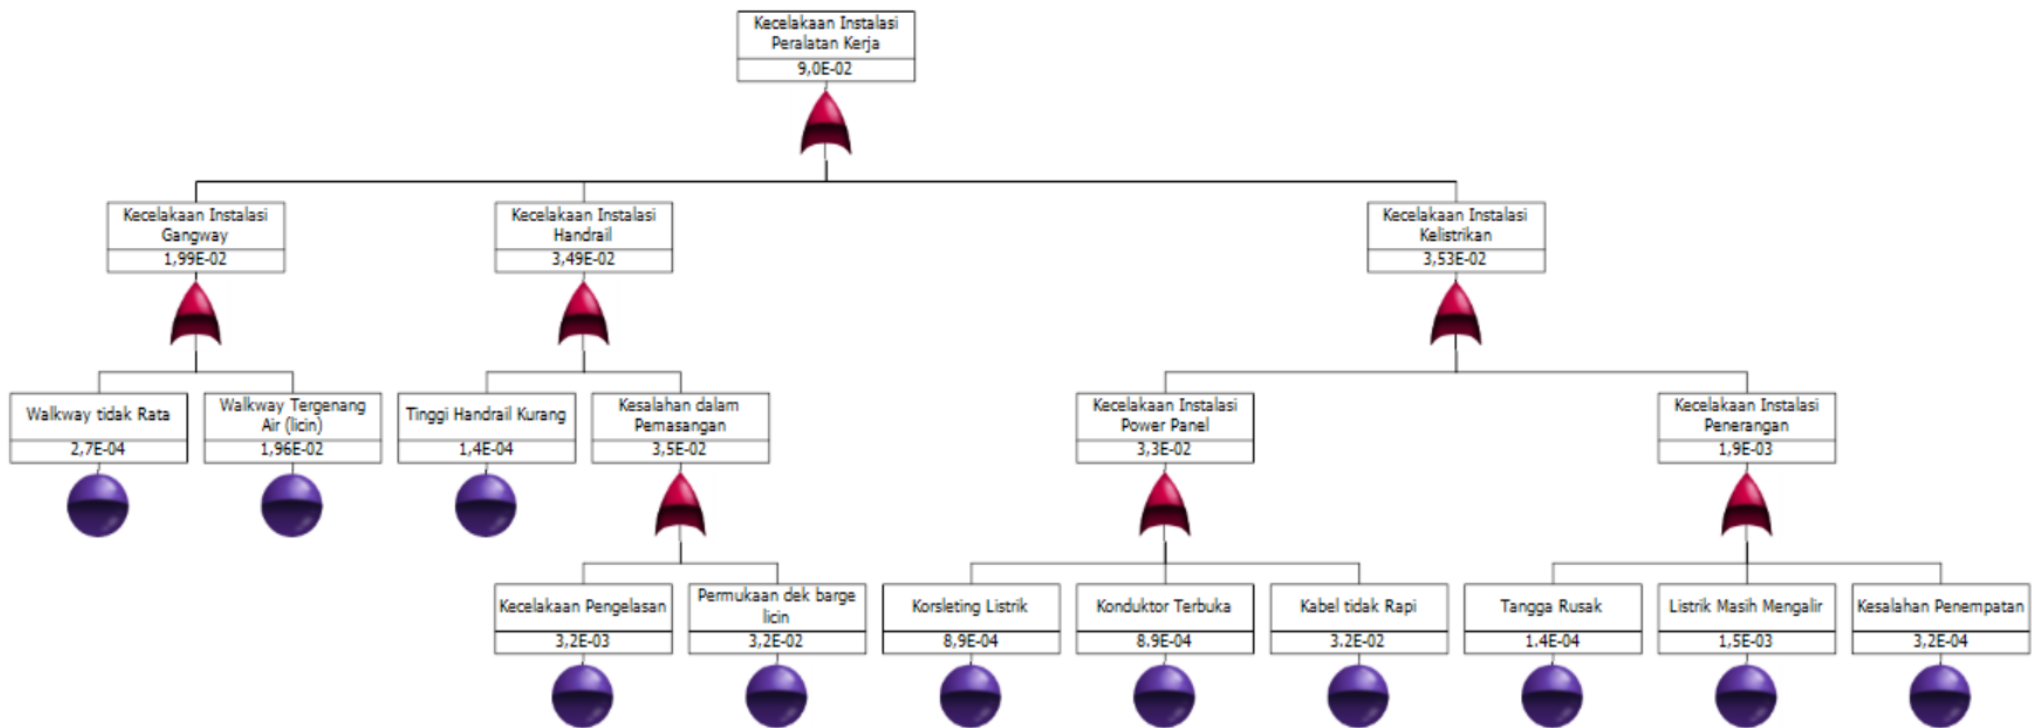 Kecelakaan Instalasi
Peralatan Kerja
9,0E-02
Kecelakaan Instalasi
Gangway
1,99E-02
Kecelakaan Instalasi
Handrail
3,49E-02
Kecelakaan Instalasi
Kelistrikan
3,53E-02
Walkway tidak Rata
2,7E-04
Walkway Tergenang
Air (licin)
1,96E-02
Tinggi Handrail Kurang
1,4E-04
Kesalahan dalam
Pemasangan
3,5E-02
Kecelakaan Instalasi
Power Panel
3,3E-02
Kecelakaan Instalasi
Penerangan
1,9E-03
Kecelakaan Pengelasan
3,2E-03
Permukaan dek barge
licin
3,2E-02
Korsleting Listrik
8,9E-04
Konduktor Terbuka
8.9E-04
Kabel tidak Rapi
3.2E-02
Tangga Rusak
1.4E-04
Listrik Masih Mengalir
1,5E-03
Kesalahan Penempatan
3,2E-04